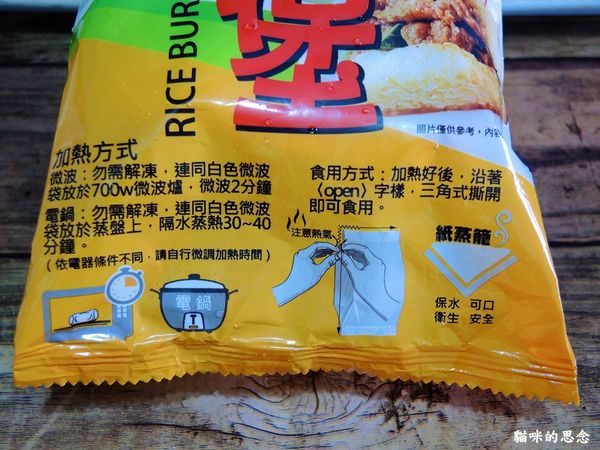 RICE BUR
堡
照片僅供參考，內容
加熱方式
微波：勿需解凍，連同白色微波
袋放於700w微波爐，微波2分鐘
電鍋：勿需解凍，連同白色微波
袋放於蒸盤上，隔水蒸熱30~40
分鐘。
（依電器條件不同，請自行微調加熱時間）
電鍋
食用方式：加熱好後，沿著
〈open〉字樣，三角式撕開
即可食用。
注意熱氣
紙蒸籠
保水 可口
衛生 安全
貓咪的思念